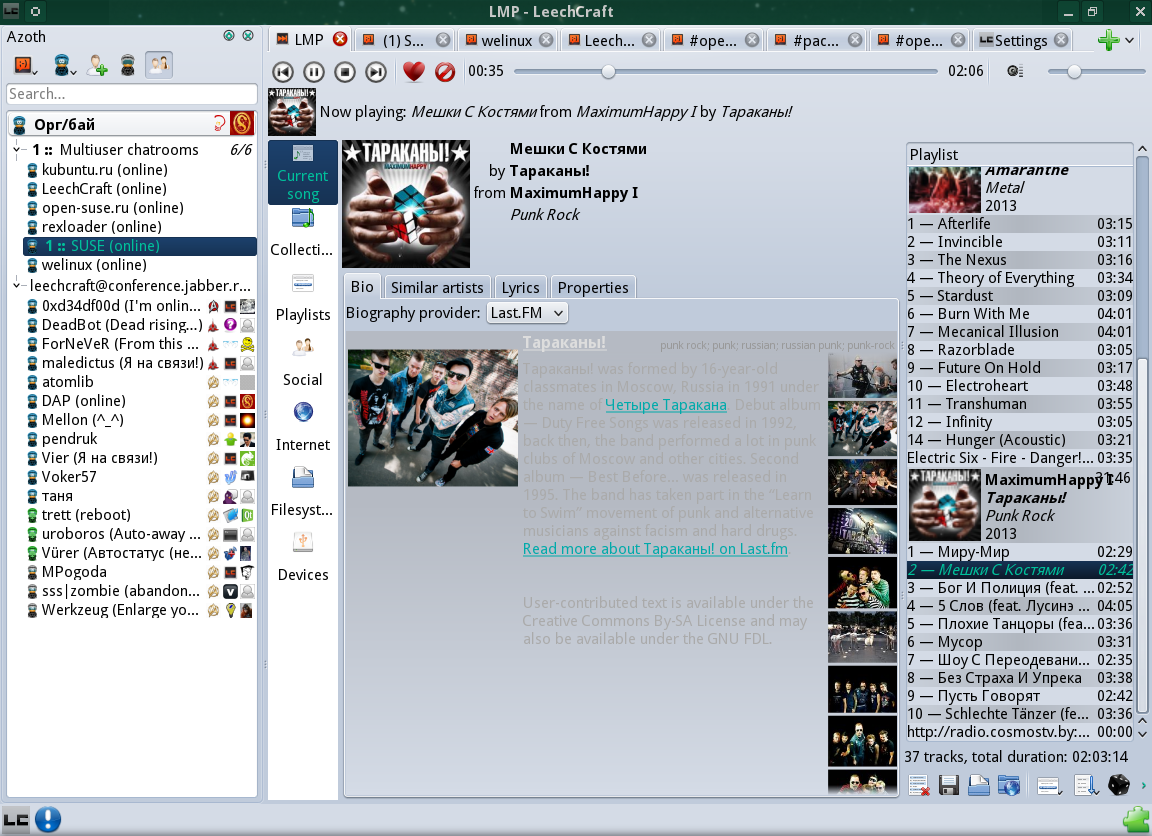 LMP - LeechCraft
Azoth
Search...
Орг/бай
1 :: Multiuser chatrooms 6/6
kubuntu.ru (online)
LeechCraft (online)
open-suse.ru (online)
rexloader (online)
1 :: SUSE (online)
welinux (online)
leechcraft@conference.jabber.r...
0xd34df00d (I'm onlin...
DeadBot (Dead rising...)
ForNeVeR (From this ...
maledictus (Я на связи!)
atomlib
DAP (online)
Mellon (^_^)
pendruk
Vier (Я на связи!)
Voker57
таня
trett (reboot)
uroboros (Auto-away ...
Vürer (Автостатус (не...
MPogoda
sss|zombie (abandon...
Werkzeug (Enlarge yo...
LMP
(1) S...
welinux
Leech...
#ope...
#pac...
#ope...
Settings
00:35
02:06
Now playing: Мешки С Костями from MaximumHappy I by Тараканы!
Current
song
Collecti...
Playlists
Social
Internet
Filesyst...
Devices
ТАРАКАНЫ!
MAXIMUMHAPPY
Мешки С Костями
by Тараканы!
from MaximumHappy I
Punk Rock
Bio
Similar artists
Lyrics
Properties
Biography provider: Last.FM
Тараканы!
punk rock; punk; russian; russian punk; punk-rock
Тараканы! was formed by 16-year-old
classmates in Moscow, Russia in 1991 under
the name of Четыре Таракана. Debut album
— Duty Free Songs was released in 1992,
back then, the band performed a lot in punk
clubs of Moscow and other cities. Second
album — Best Before... was released in
1995. The band has taken part in the "Learn
to Swim" movement of punk and alternative
musicians against facism and hard drugs.
Read more about Тараканы! on Last.fm.
User-contributed text is available under the
Creative Commons By-SA License and may
also be available under the GNU FDL.
Playlist
Amaranthe
Metal
2013
1 — Afterlife 03:15
2 — Invincible 03:11
3 — The Nexus 03:16
4 — Theory of Everything 03:34
5 — Stardust 03:09
6 — Burn With Me 04:01
7 — Mecanical Illusion 04:01
8 — Razorblade 03:05
9 — Future On Hold 03:17
10 — Electroheart 03:48
11 — Transhuman 03:55
12 — Infinity 03:05
14 — Hunger (Acoustic) 03:21
Electric Six - Fire - Danger!... 03:35
MaximumHappy I 31:46
Тараканы!
Punk Rock
2013
1 — Миру-Мир 02:29
2 — Мешки С Костями 02:42
3 — Бог И Полиция (feat. ... 02:52
4 — 5 Слов (feat. Лусинэ ... 04:05
5 — Плохие Танцоры (fea... 03:36
6 — Мусор 03:31
7 — Шоу С Переодевани... 02:35
8 — Без Страха И Упрека 03:38
9 — Пусть Говорят 02:42
10 — Schlechte Tänzer (fe... 03:36
http://radio.cosmostv.by:... 00:00
37 tracks, total duration: 02:03:14
LC